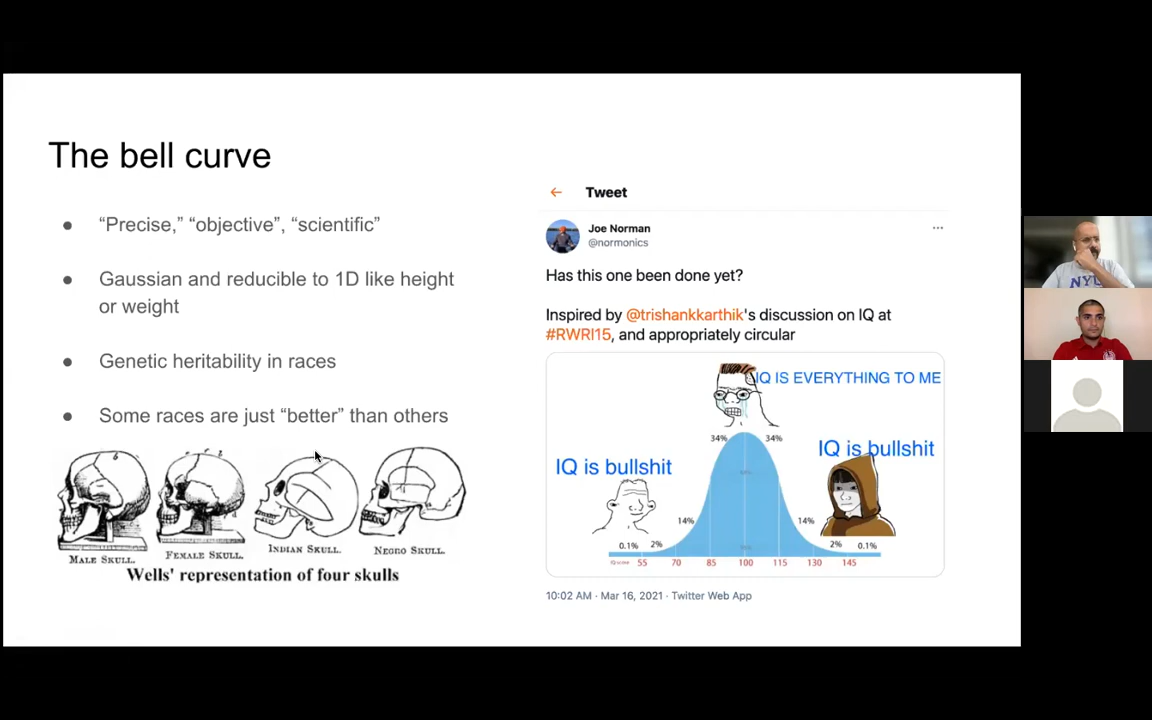 The bell curve
● “Precise,” “objective”, “scientific”
● Gaussian and reducible to 1D like height
or weight
● Genetic heritability in races
● Some races are just “better” than others
MALE SKULL.
FEMALE SKULL.
INDIAN SKULL.
NEGRO SKULL.
Wells' representation of four skulls
← Tweet
Joe Norman
@normonics
Has this one been done yet?
Inspired by @trishankkarthik's discussion on IQ at
#RWRI15, and appropriately circular
IQ IS EVERYTHING TO ME
IQ is bullshit
IQ is bullshit
34% 34%
14% 14%
0.1% 2% 2% 0.1%
IQ score 55 70 85 100 115 130 145
10:02 AM · Mar 16, 2021 · Twitter Web App
NYU